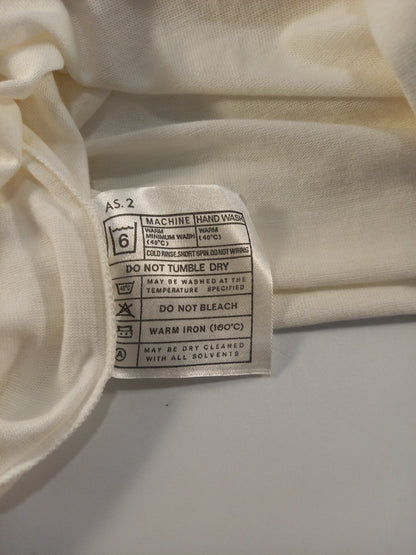 AS. 2
MACHINE HAND WASH
6 WARM MINIMUM WASH (40°C) WARM (40°C)
COLD RINSE. SHORT SPIN. DO NOT WRING
DO NOT TUMBLE DRY
40°C MAY BE WASHED AT THE
TEMPERATURE SPECIFIED
DO NOT BLEACH
WARM IRON (160°C)
A MAY BE DRY CLEANED
WITH ALL SOLVENTS